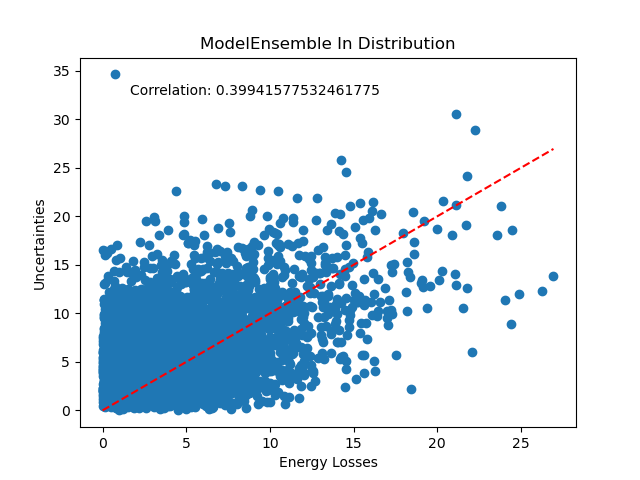 ModelEnsemble In Distribution
Correlation: 0.39941577532461775
Uncertainties
35
30
25
20
15
10
5
0
0 5 10 15 20 25
Energy Losses